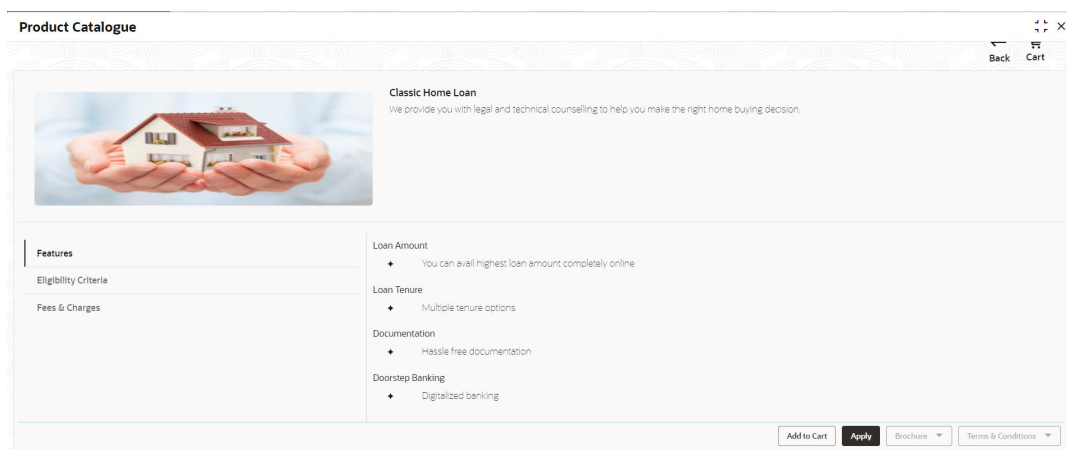 Product Catalogue
Back Cart
Classic Home Loan
We provide you with legal and technical counselling to help you make the right home buying decision.
Features
Eligibility Criteria
Fees & Charges
Loan Amount
You can avail highest loan amount completely online
Loan Tenure
Multiple tenure options
Documentation
Hassle free documentation
Doorstep Banking
Digitalized banking
Add to Cart Apply Brochure Terms & Conditions